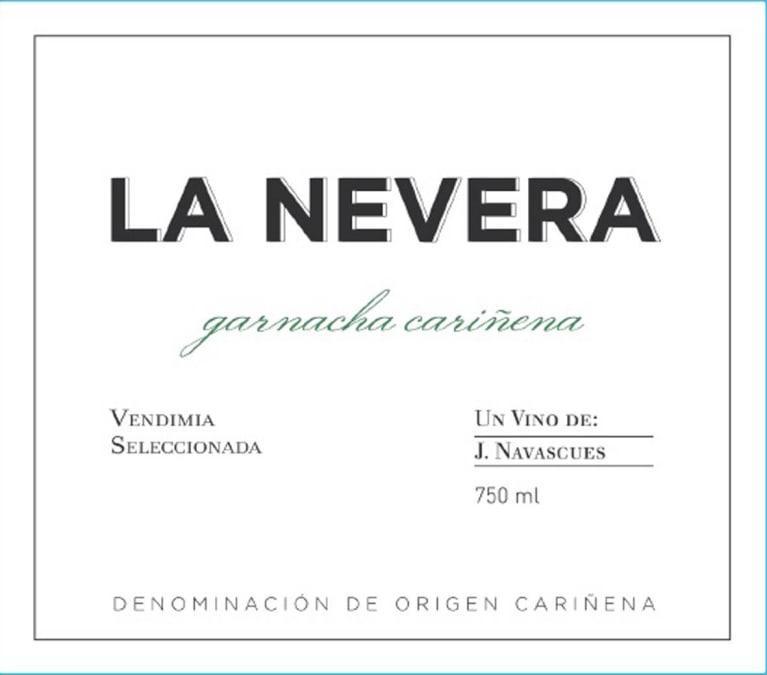 LA NEVERA
garnacha cariñena
VENDIMIA
SELECCIONADA
UN VINO DE:
J. NAVASCUES
750 ml
DENOMINACIÓN DE ORIGEN CARIÑENA